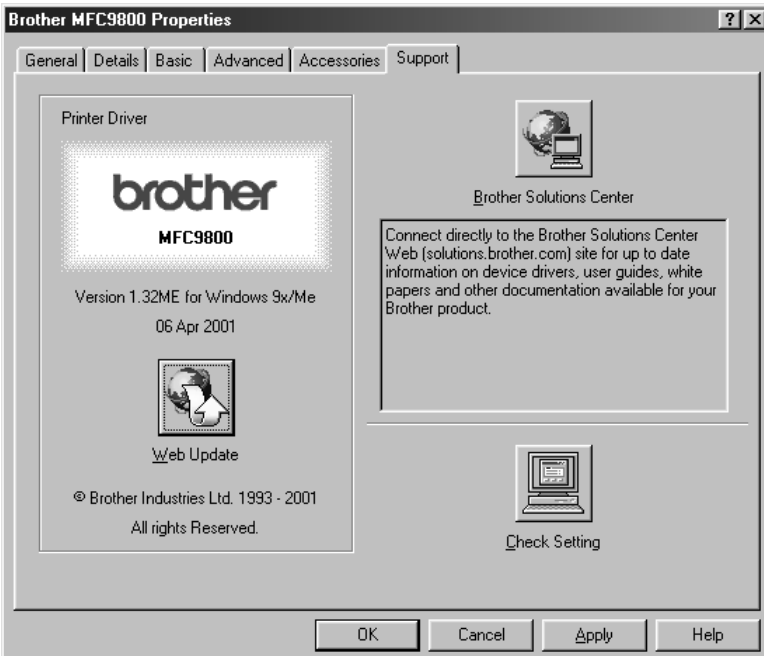 Brother MFC9800 Properties
? ×
General Details Basic Advanced Accessories Support
Printer Driver
brother
MFC9800
Version 1.32ME for Windows 9x/Me
06 Apr 2001
Web Update
© Brother Industries Ltd. 1993 - 2001
All rights Reserved.
Brother Solutions Center
Connect directly to the Brother Solutions Center
Web (solutions.brother.com) site for up to date
information on device drivers, user guides, white
papers and other documentation available for your
Brother product.
Check Setting
OK Cancel Apply Help